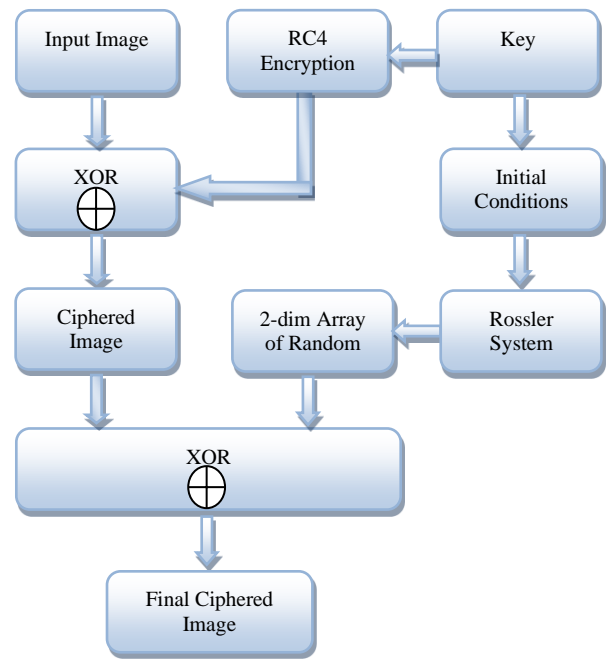 Input Image
RC4
Encryption
Key
XOR
Initial
Conditions
Ciphered
Image
2-dim Array
of Random
Rossler
System
XOR
Final Ciphered
Image